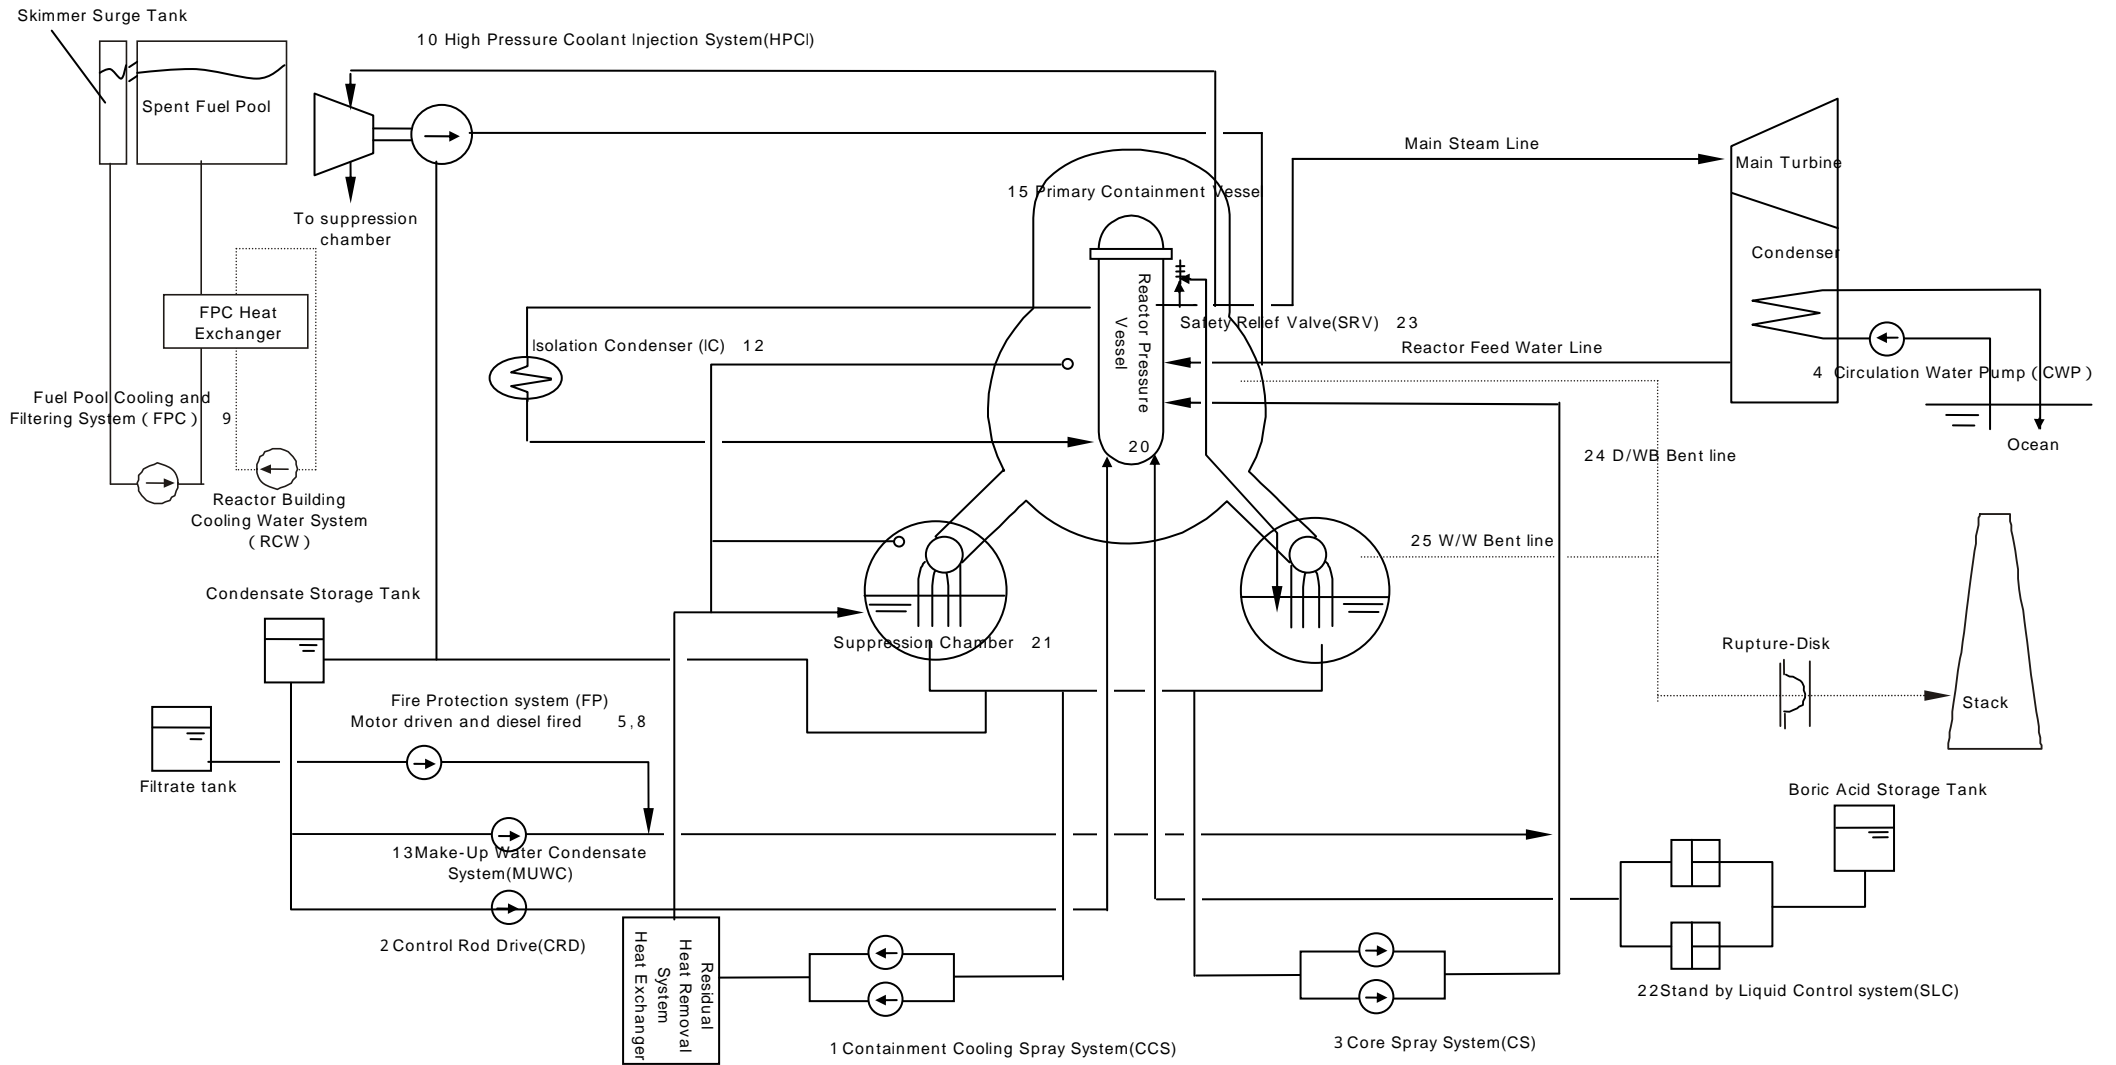 Skimmer Surge Tank
10 High Pressure Coolant Injection System(HPCI)
Spent Fuel Pool
Main Steam Line
Main Turbine
15 Primary Containment Vessel
To suppression
chamber
Condenser
Reactor Pressure
Vessel
FPC Heat
Exchanger
Safety Relief Valve(SRV) 23
Isolation Condenser (IC) 12
Reactor Feed Water Line
4 Circulation Water Pump (CWP)
Fuel Pool Cooling and
Filtering System (FPC) 9
20
Ocean
24 D/WB Bent line
Reactor Building
Cooling Water System
(RCW)
25 W/W Bent line
Condensate Storage Tank
Suppression Chamber 21
Rupture-Disk
Fire Protection system (FP)
Motor driven and diesel fired 5,8
Stack
Filtrate tank
Boric Acid Storage Tank
13Make-Up Water Condensate
System(MUWC)
2 Control Rod Drive(CRD)
Residual
Heat Removal
System
Heat Exchanger
22Stand by Liquid Control system(SLC)
1 Containment Cooling Spray System(CCS)
3 Core Spray System(CS)